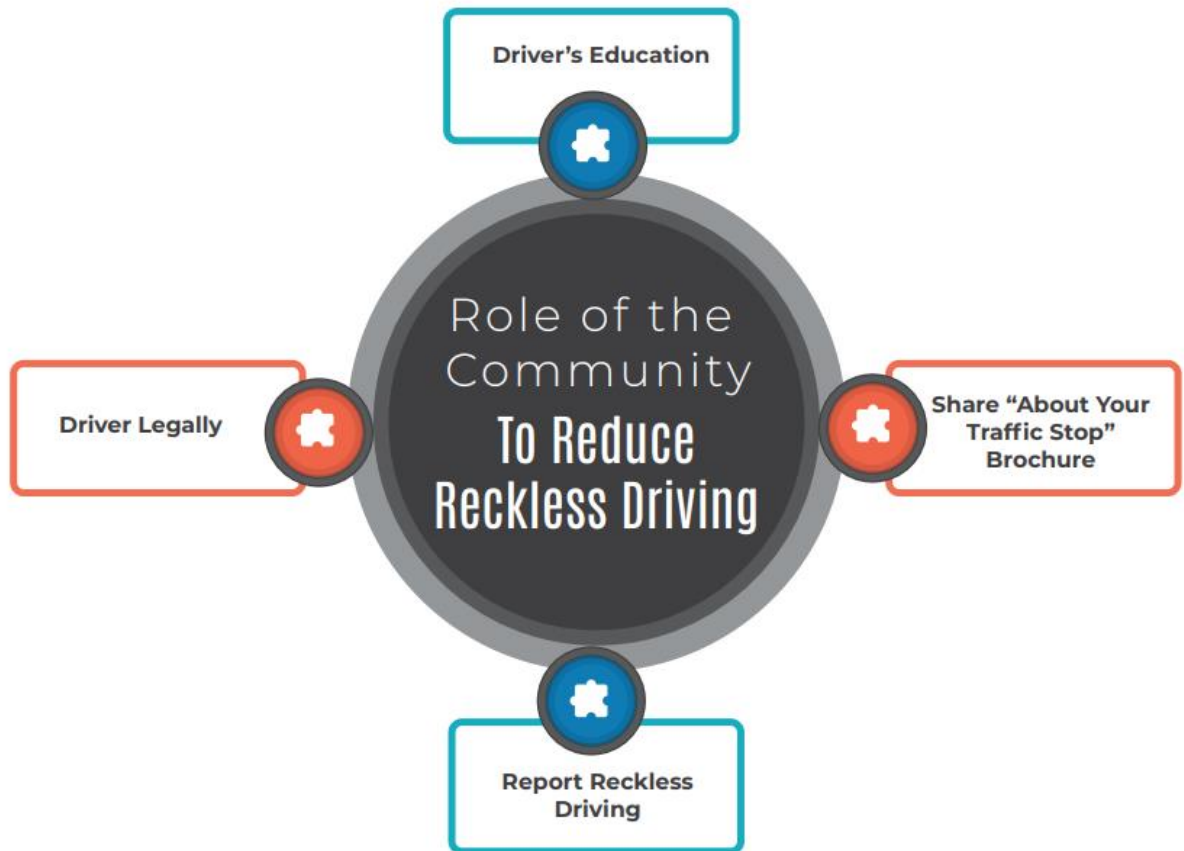 Driver’s Education
Role of the
Community
To Reduce
Reckless Driving
Driver Legally
Share “About Your
Traffic Stop”
Brochure
Report Reckless
Driving